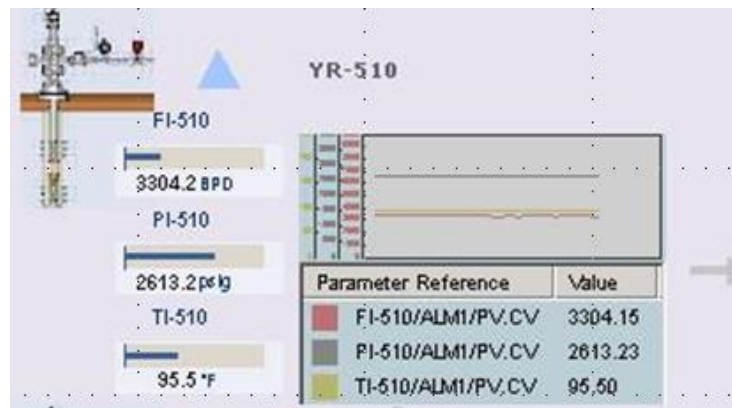 YR-510
FI-510
3304.2 BPD
PI-510
2613.2 psig
TI-510
95.5 °F
Parameter Reference Value
FI-510/ALM1/PV.CV 3304.15
PI-510/ALM1/PV.CV 2613.23
TI-510/ALM1/PV.CV 95.50